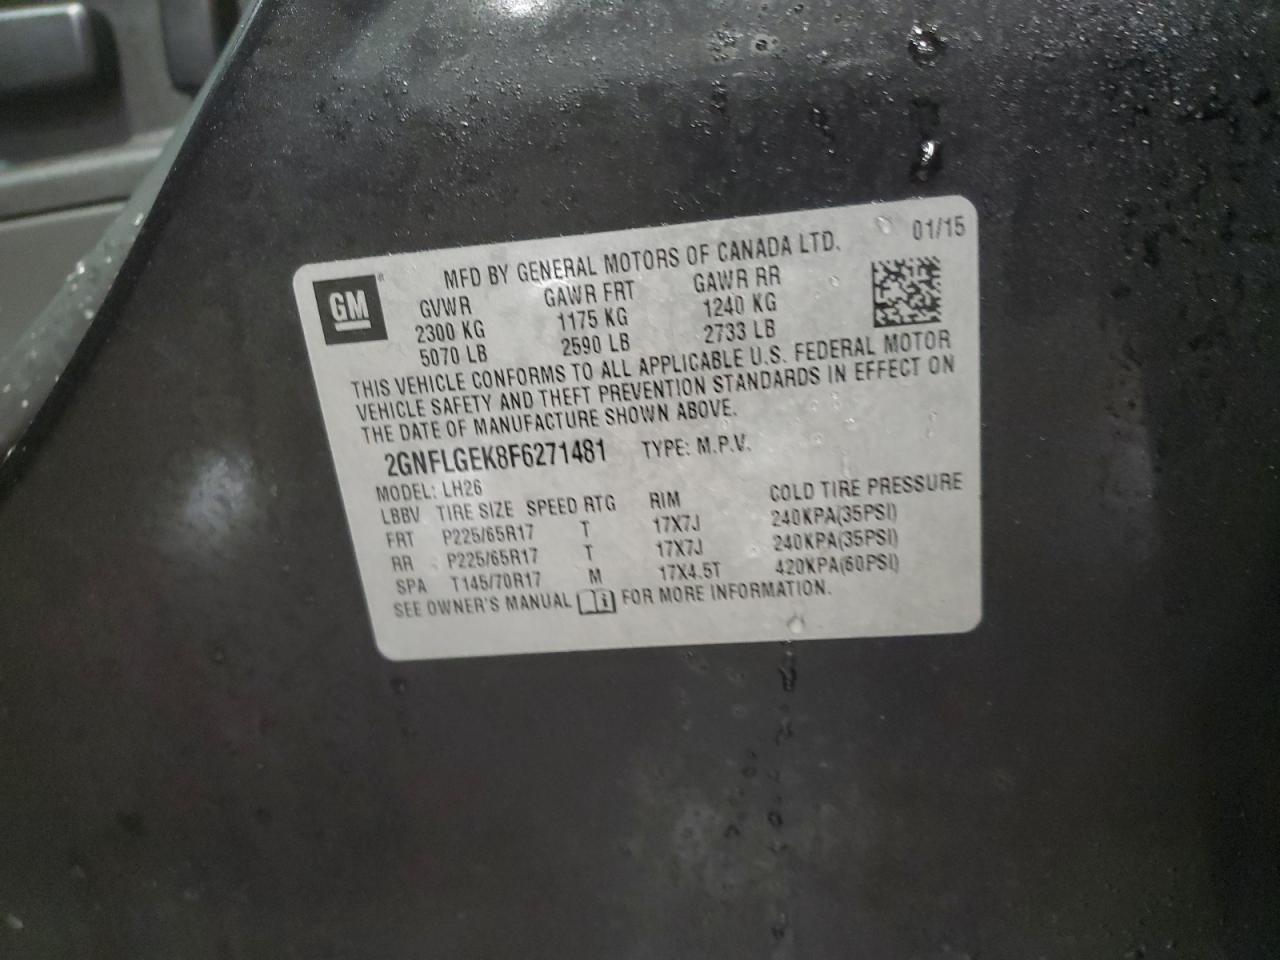 01/15
MFD BY GENERAL MOTORS OF CANADA LTD.
GM ®
GVWR GAWR FRT GAWR RR
2300 KG 1175 KG 1240 KG
5070 LB 2590 LB 2733 LB
THIS VEHICLE CONFORMS TO ALL APPLICABLE U.S. FEDERAL MOTOR
VEHICLE SAFETY AND THEFT PREVENTION STANDARDS IN EFFECT ON
THE DATE OF MANUFACTURE SHOWN ABOVE.
2GNFLGEK8F6271481 TYPE: M.P.V.
MODEL: LH26
LBBV TIRE SIZE SPEED RTG RIM COLD TIRE PRESSURE
FRT P225/65R17 T 17X7J 240KPA(35PSI)
RR P225/65R17 T 17X7J 240KPA(35PSI)
SPA T145/70R17 M 17X4.5T 420KPA(60PSI)
SEE OWNER'S MANUAL i FOR MORE INFORMATION.